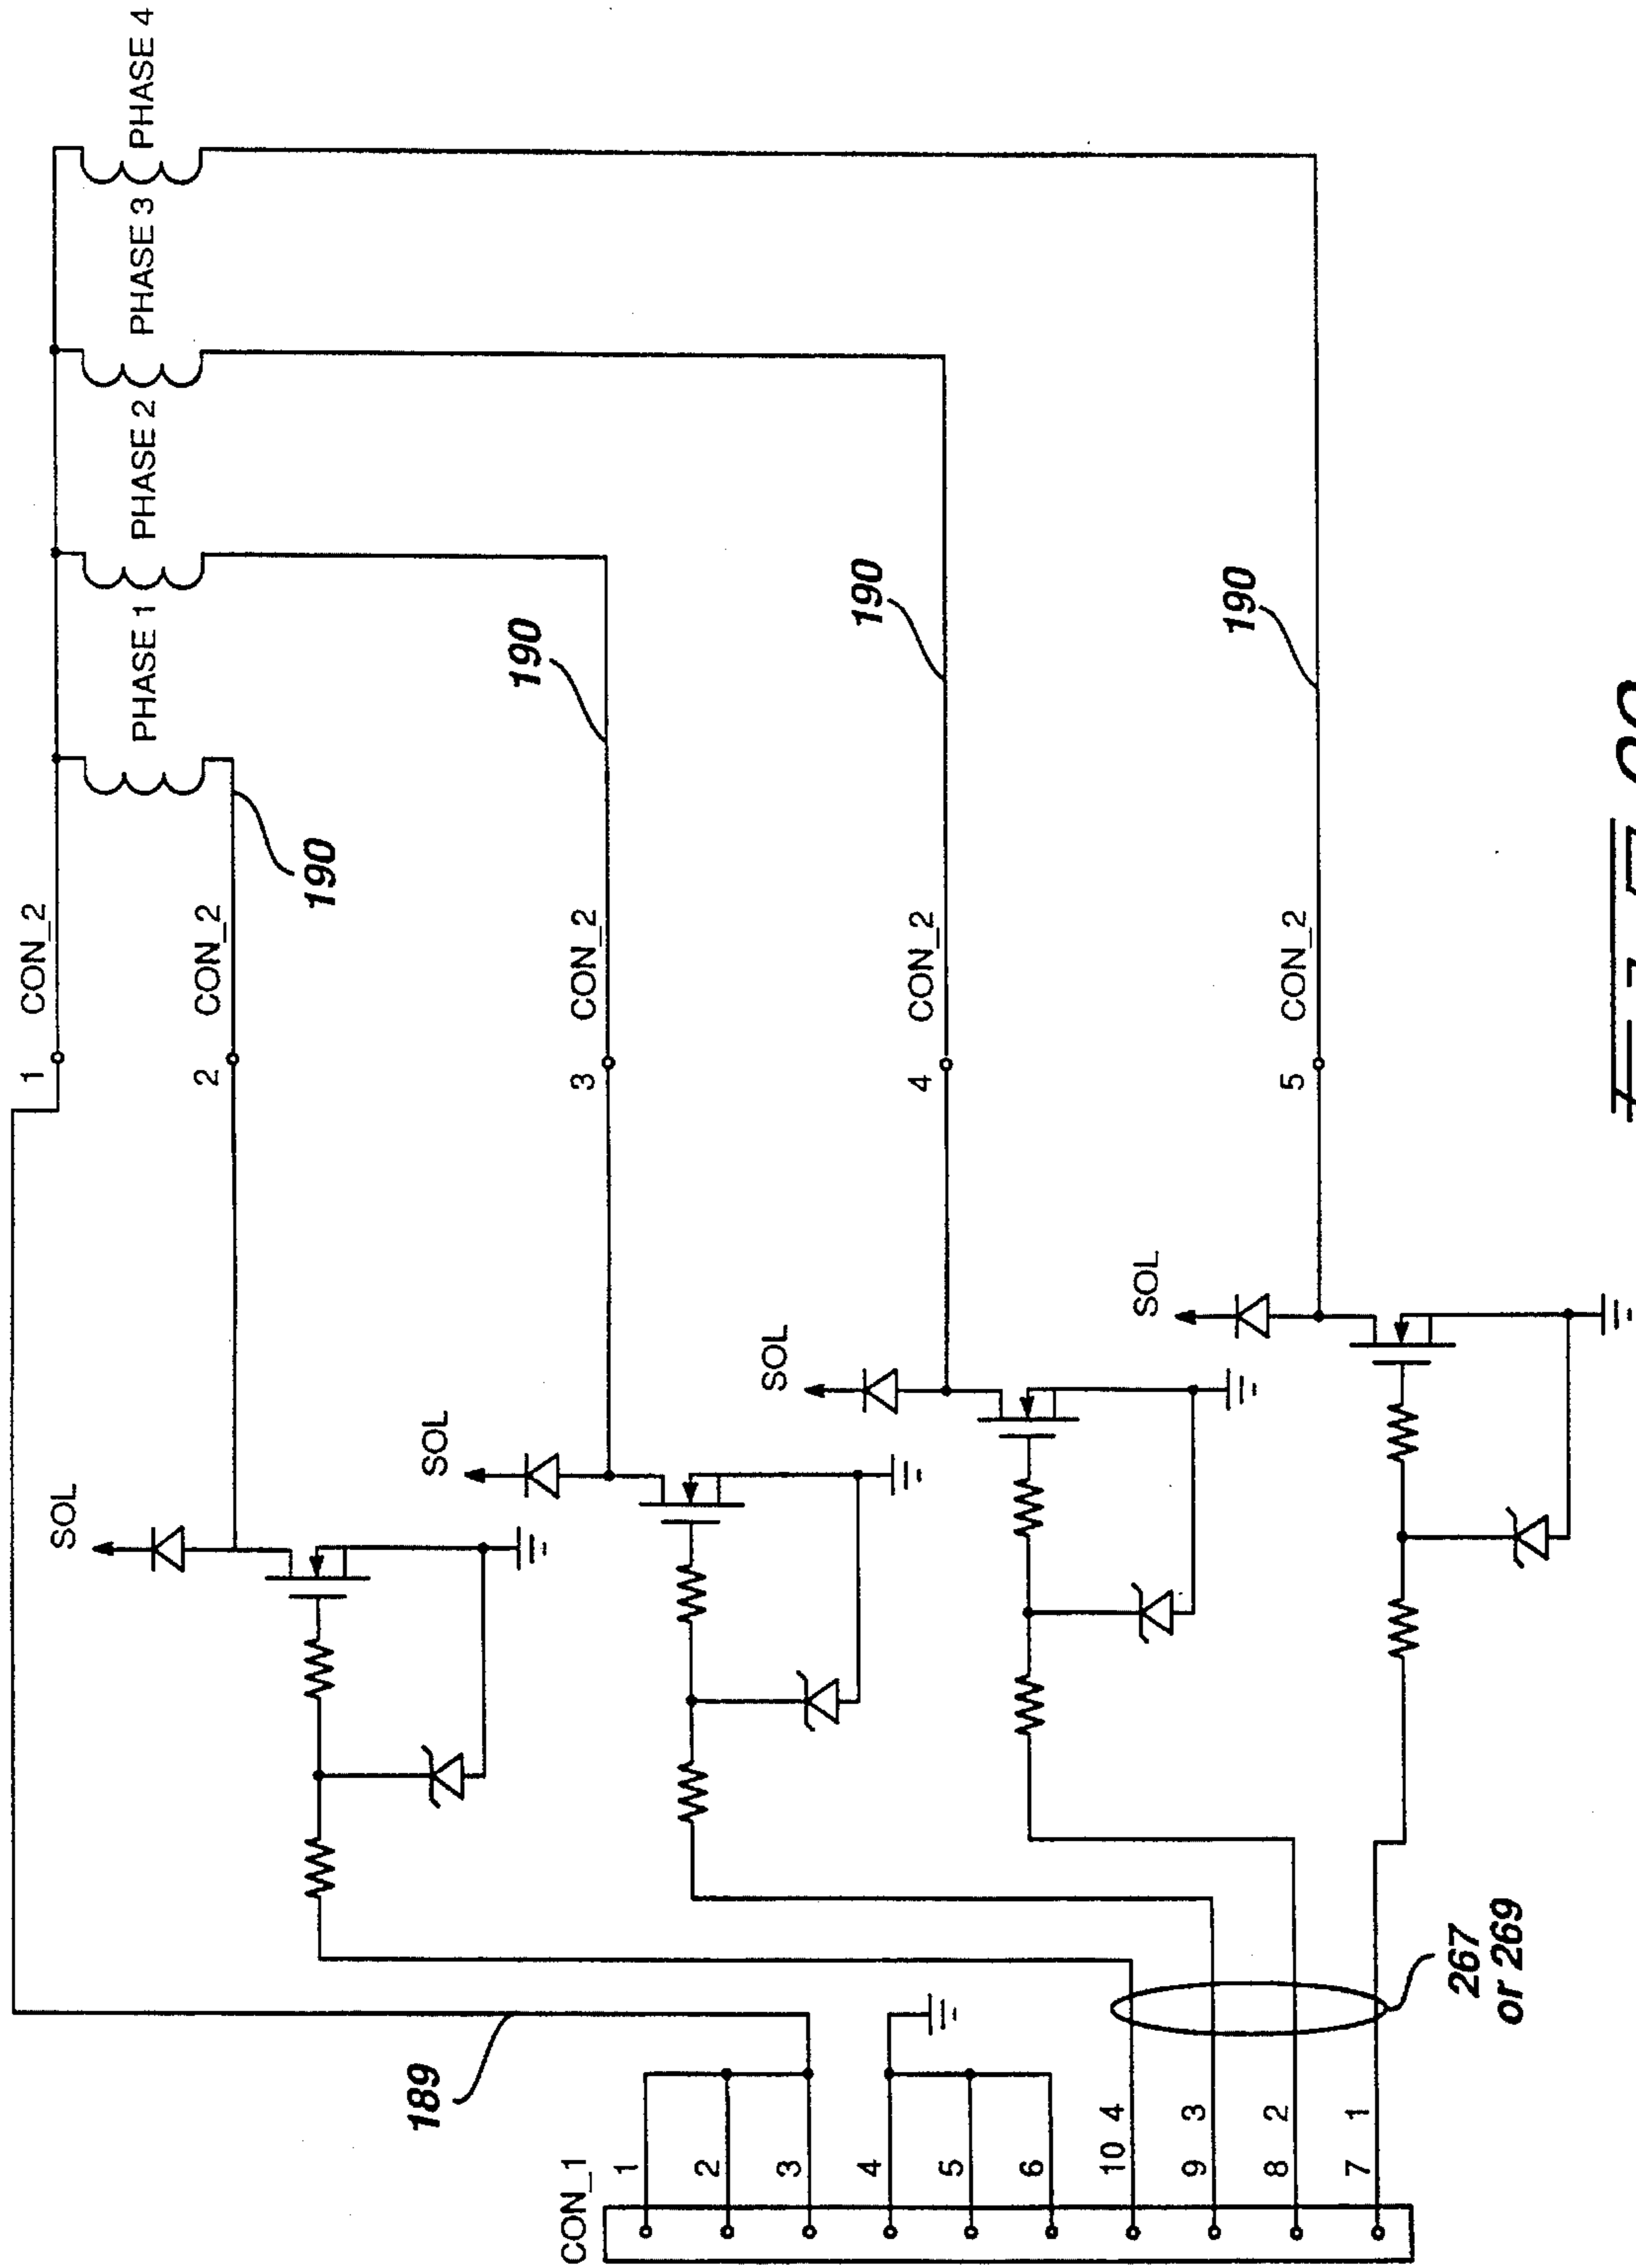 CON_1
1
2
3
4
5
6
10 4
9 3
8 2
7 1
189
267
or 269
SOL
SOL
SOL
SOL
1 CON_2
2 CON_2
3 CON_2
4 CON_2
5 CON_2
190
190
190
190
PHASE 1
PHASE 2
PHASE 3
PHASE 4